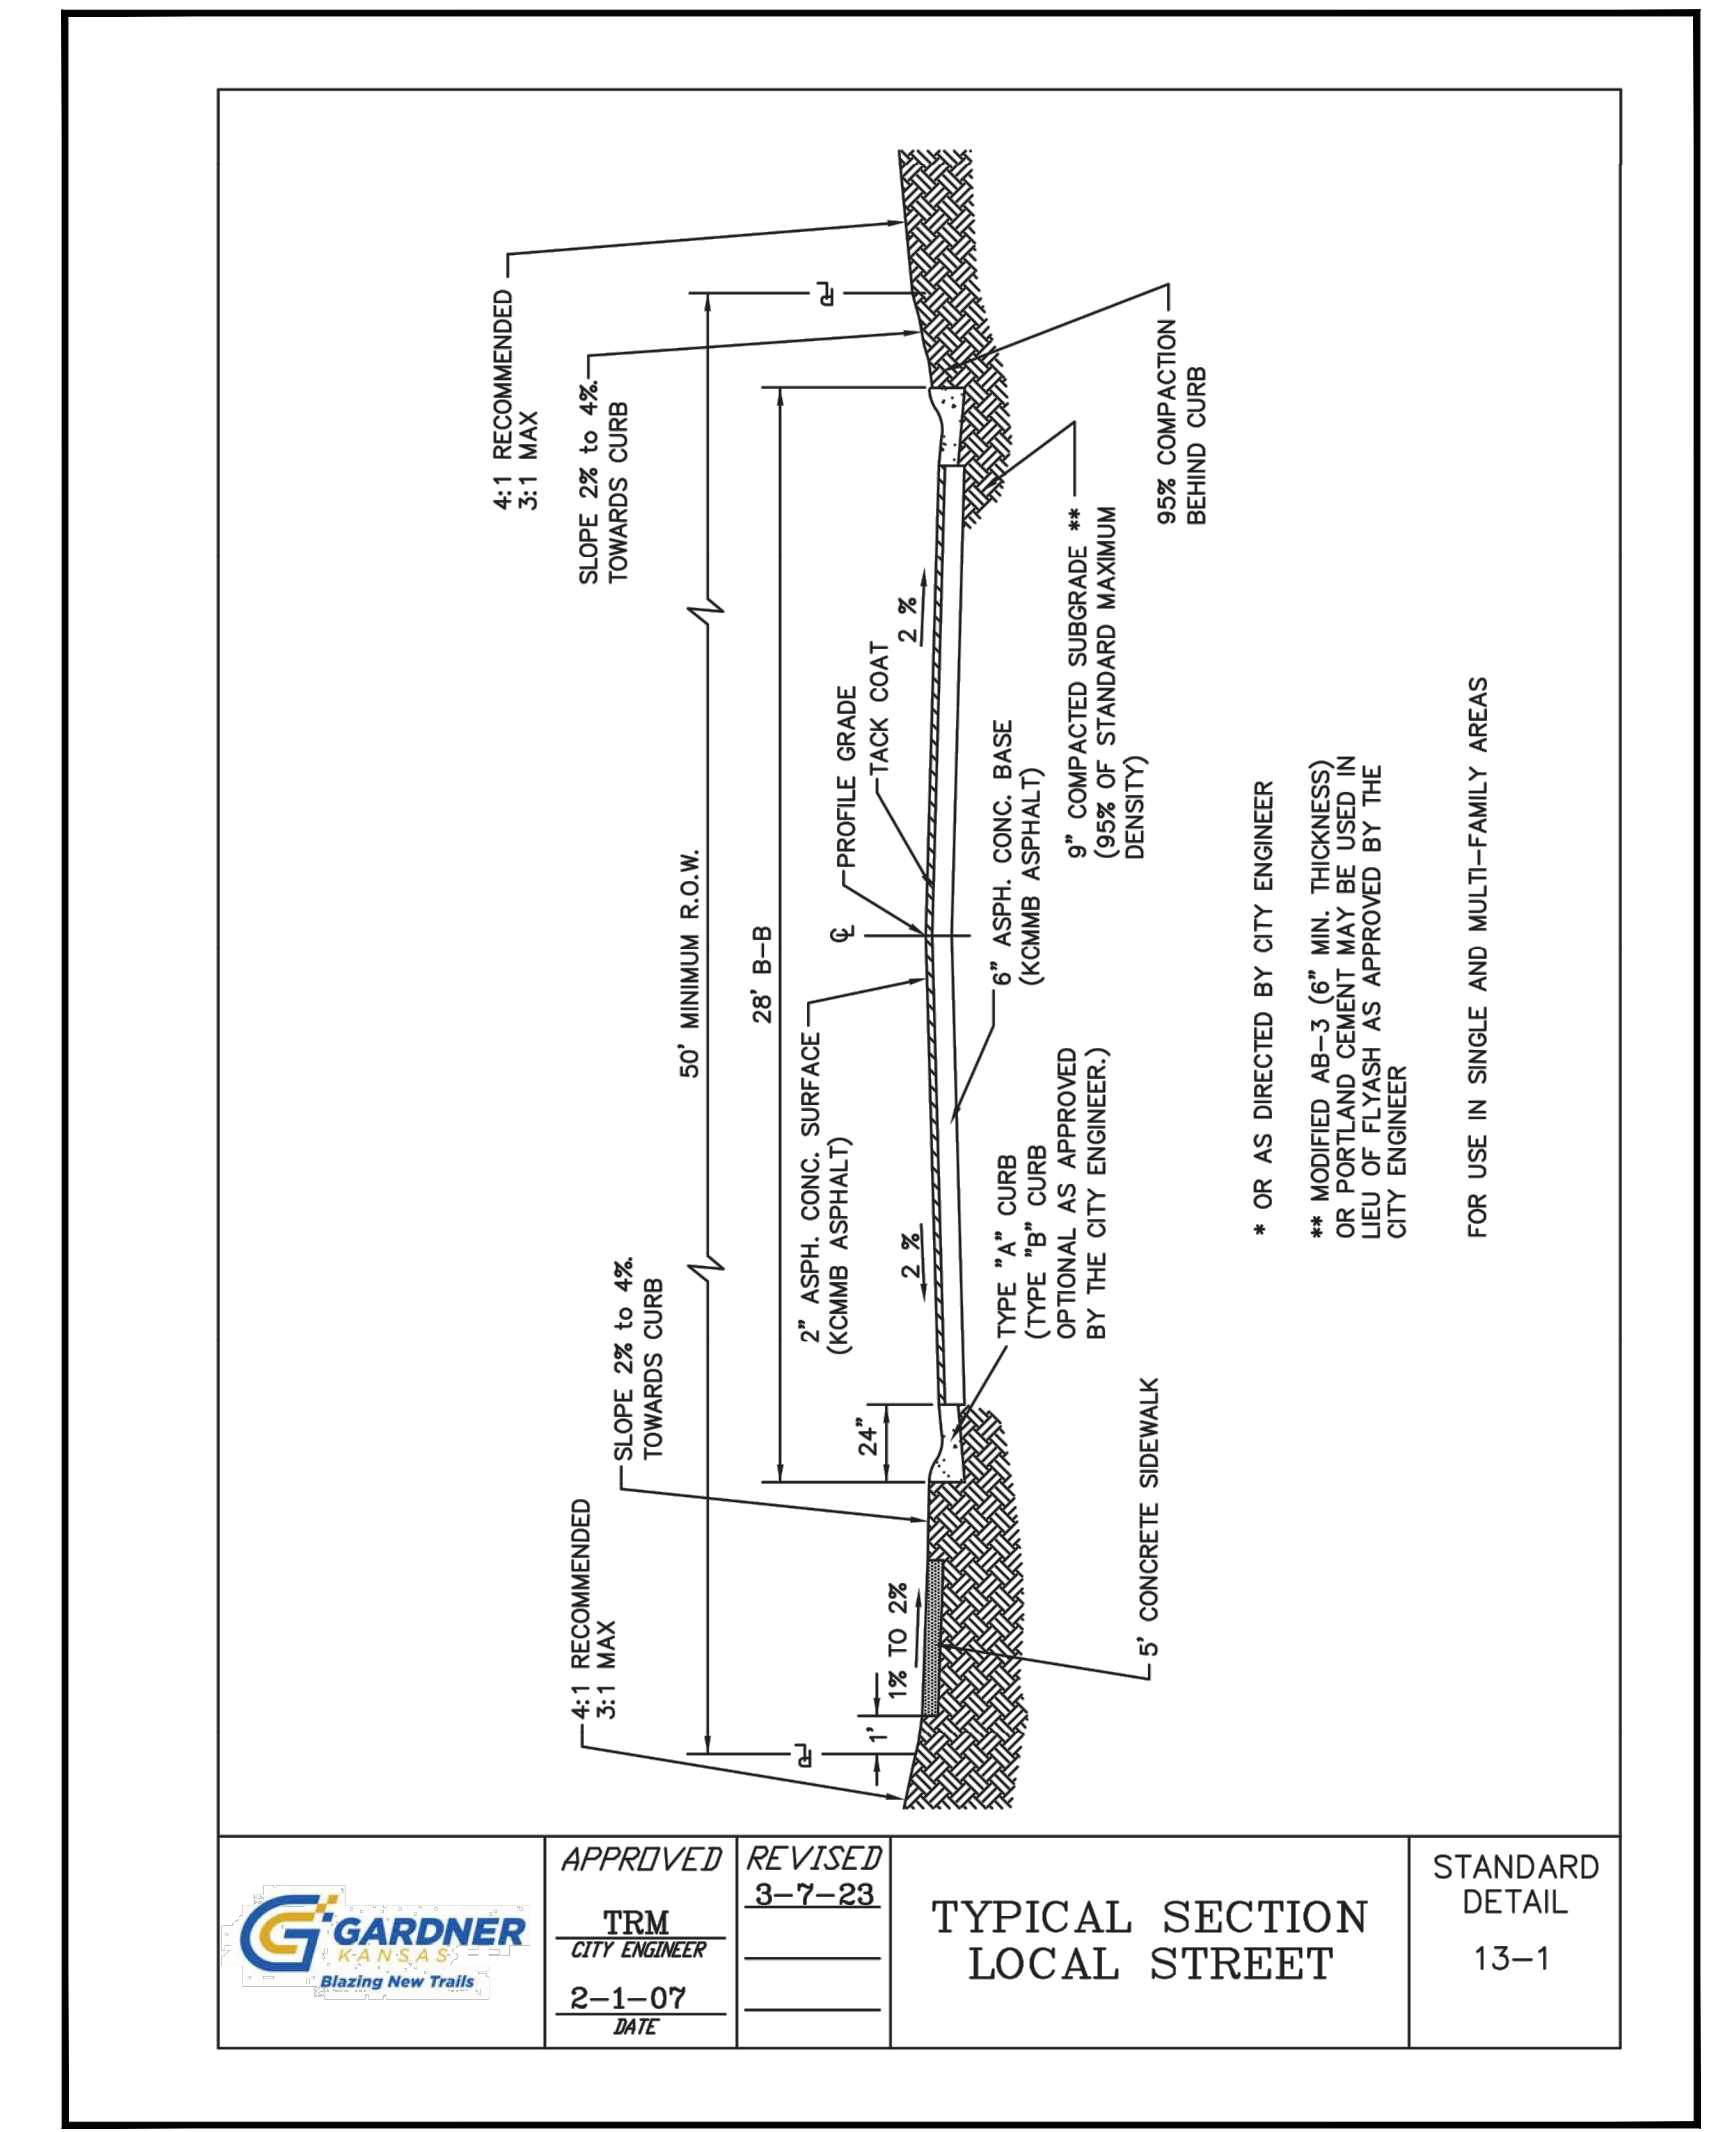 4:1 RECOMMENDED
3:1 MAX
SLOPE 2% to 4%.
TOWARDS CURB
50' MINIMUM R.O.W.
28' B-B
4:1 RECOMMENDED
3:1 MAX
SLOPE 2% to 4%.
TOWARDS CURB
24"
1'
1% TO 2%
2" ASPH. CONC. SURFACE
(KCMMB ASPHALT)
2 %
℄
PROFILE GRADE
TACK COAT
2 %
5' CONCRETE SIDEWALK
TYPE "A" CURB
(TYPE "B" CURB
OPTIONAL AS APPROVED
BY THE CITY ENGINEER.)
6" ASPH. CONC. BASE
(KCMMB ASPHALT)
9" COMPACTED SUBGRADE **
(95% OF STANDARD MAXIMUM
DENSITY)
95% COMPACTION
BEHIND CURB
* OR AS DIRECTED BY CITY ENGINEER
** MODIFIED AB-3 (6" MIN. THICKNESS)
OR PORTLAND CEMENT MAY BE USED IN
LIEU OF FLYASH AS APPROVED BY THE
CITY ENGINEER
FOR USE IN SINGLE AND MULTI-FAMILY AREAS
GARDNER
KANSAS
Blazing New Trails
APPROVED
TRM
CITY ENGINEER
2-1-07
DATE
REVISED
3-7-23
TYPICAL SECTION
LOCAL STREET
STANDARD
DETAIL
13-1